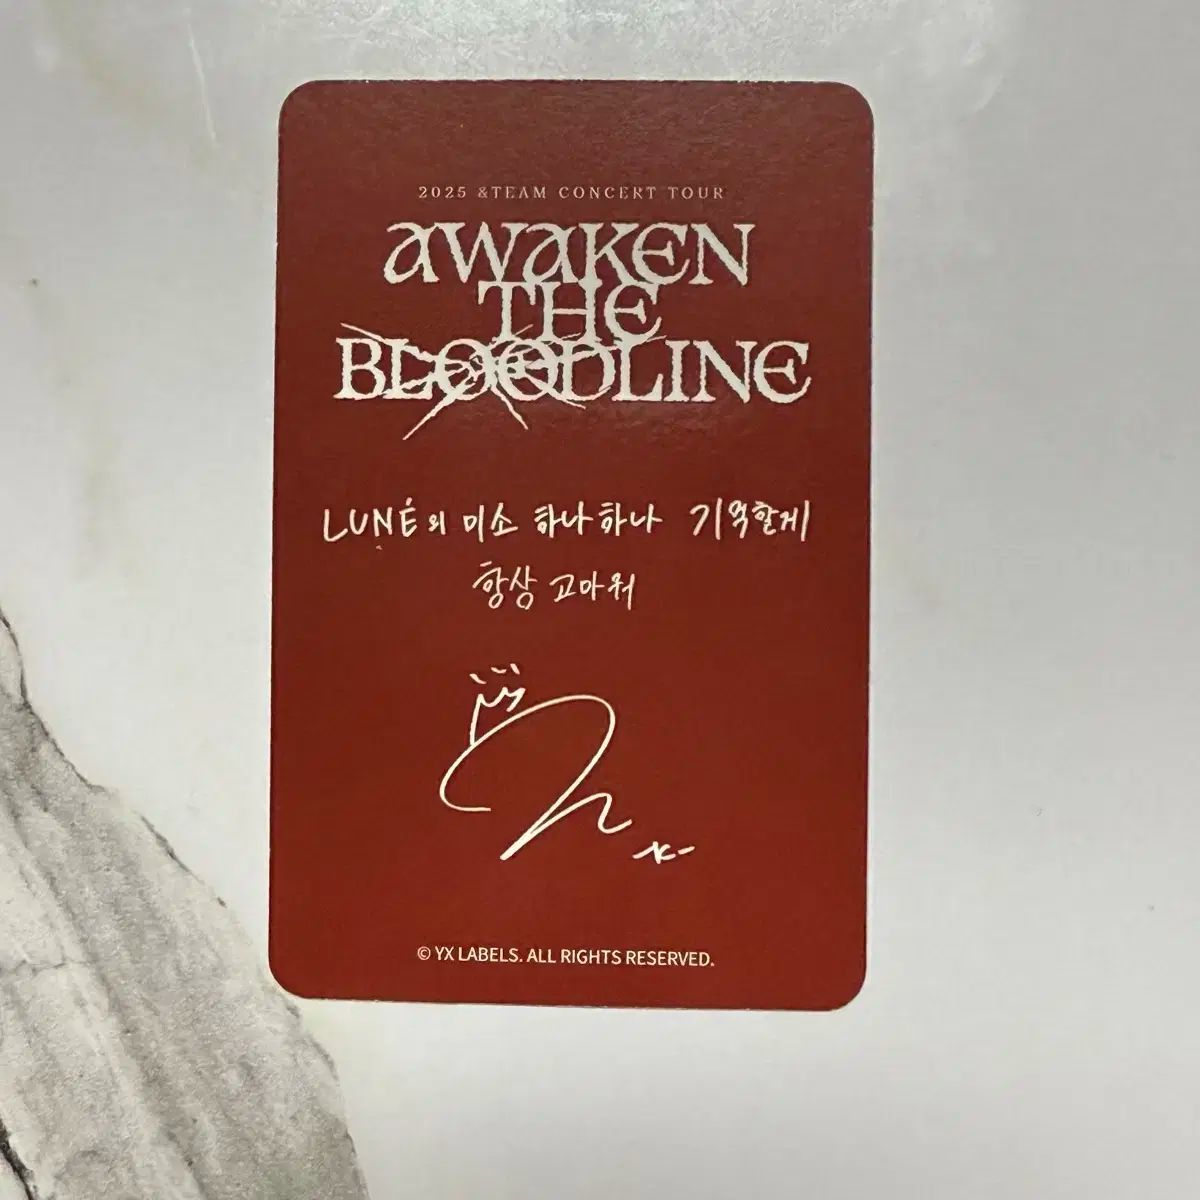 2025 &TEAM CONCERT TOUR
AWAKEN
THE
BLOODLINE
LUNÉ의 미소 하나하나 기억할게
항상 고마워
© YX LABELS. ALL RIGHTS RESERVED.